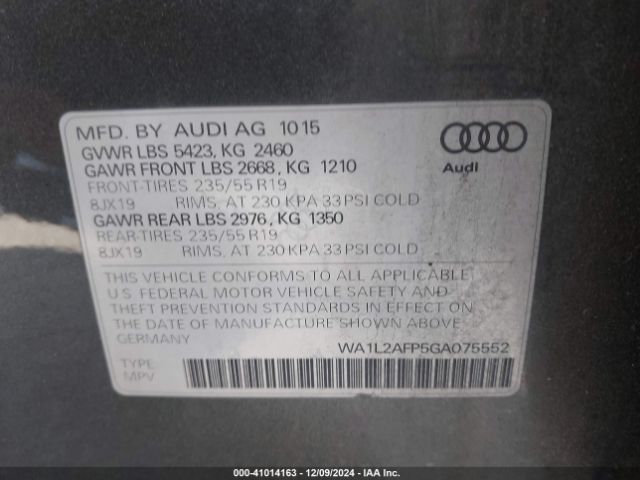 MFD. BY AUDI AG 1015
GVWR LBS 5423, KG 2460
GAWR FRONT LBS 2668, KG 1210
FRONT-TIRES 235/55 R19
8JX19 RIMS, AT 230 KPA 33 PSI COLD
GAWR REAR LBS 2976, KG 1350
REAR-TIRES 235/55 R19
8JX19 RIMS, AT 230 KPA 33 PSI COLD
Audi
THIS VEHICLE CONFORMS TO ALL APPLICABLE
U.S. FEDERAL MOTOR VEHICLE SAFETY AND
THEFT PREVENTION STANDARDS IN EFFECT ON
THE DATE OF MANUFACTURE SHOWN ABOVE
GERMANY
WA1L2AFP5GA075552
TYPE
MPV
000-41014163 - 12/09/2024 - IAA Inc.